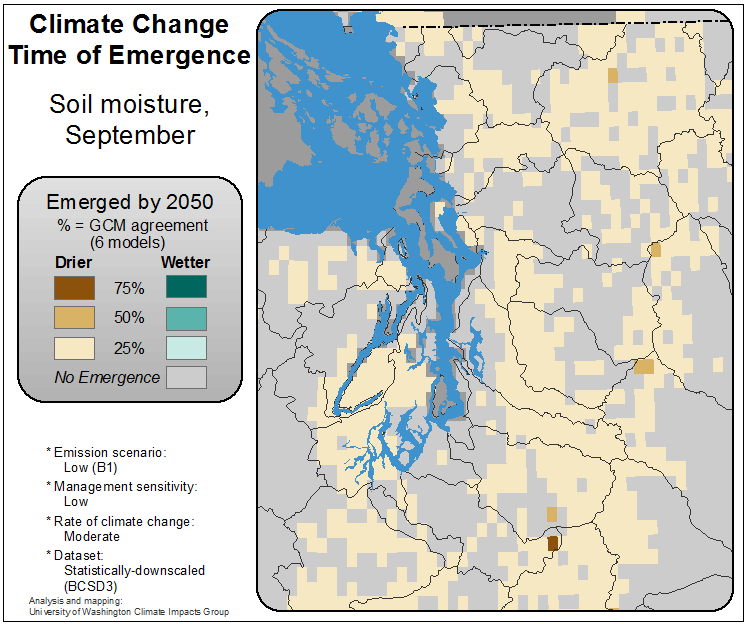 Climate Change
Time of Emergence
Soil moisture,
September
Emerged by 2050
% = GCM agreement
(6 models)
Drier Wetter
75%
50%
25%
No Emergence
* Emission scenario:
Low (B1)
* Management sensitivity:
Low
* Rate of climate change:
Moderate
* Dataset:
Statistically-downscaled
(BCSD3)
Analysis and mapping:
University of Washington Climate Impacts Group